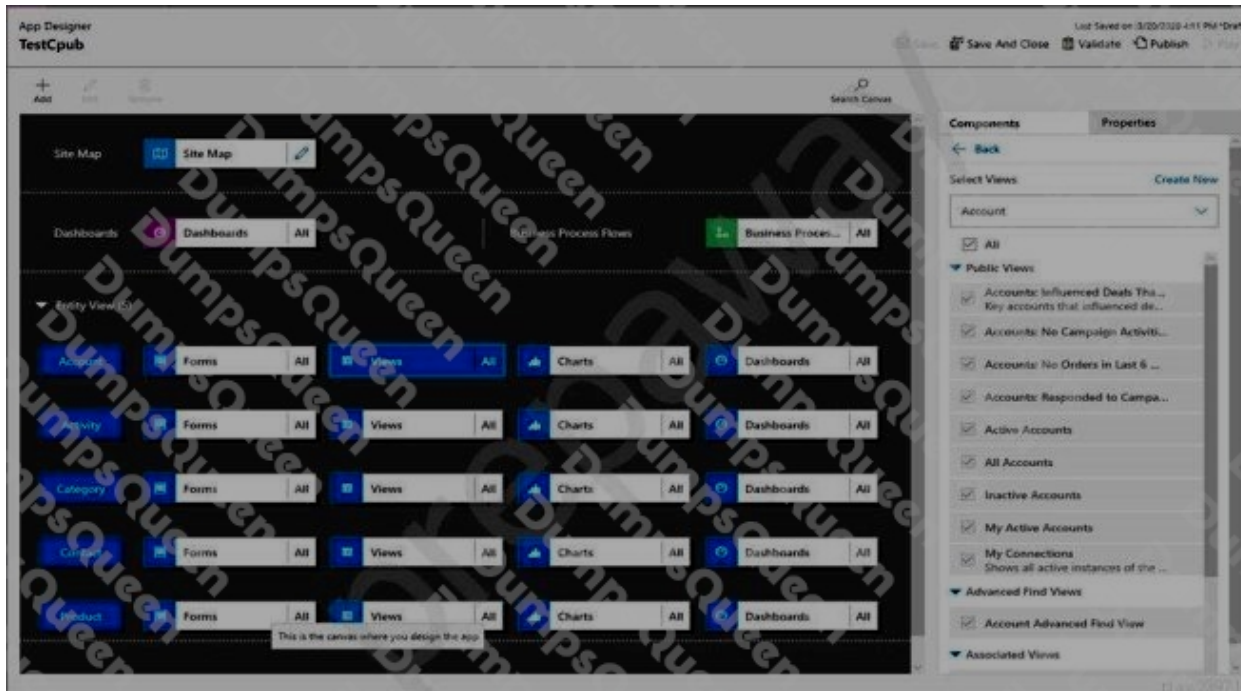 App Designer
TestCpub
Save And Close Validate Publish
Add
Search Canvas
Site Map Site Map
Dashboards Dashboards All Business Process Flows Business Proces... All
Entity View (5)
Account Forms All Views All Charts All Dashboards All
Activity Forms All Views All Charts All Dashboards All
Category Forms All Views All Charts All Dashboards All
Contact Forms All Views All Charts All Dashboards All
Product Forms All Views All Charts All Dashboards All
This is the canvas where you design the app
Components Properties
Back
Select Views Create New
Account
All
Public Views
Accounts: Influenced Deals Tha...
Key accounts that influenced de...
Accounts: No Campaign Activiti...
Accounts: No Orders in Last 6 ...
Accounts: Responded to Campa...
Active Accounts
All Accounts
Inactive Accounts
My Active Accounts
My Connections
Shows all active instances of the ...
Advanced Find Views
Account Advanced Find View
Associated Views
DumpsQueen